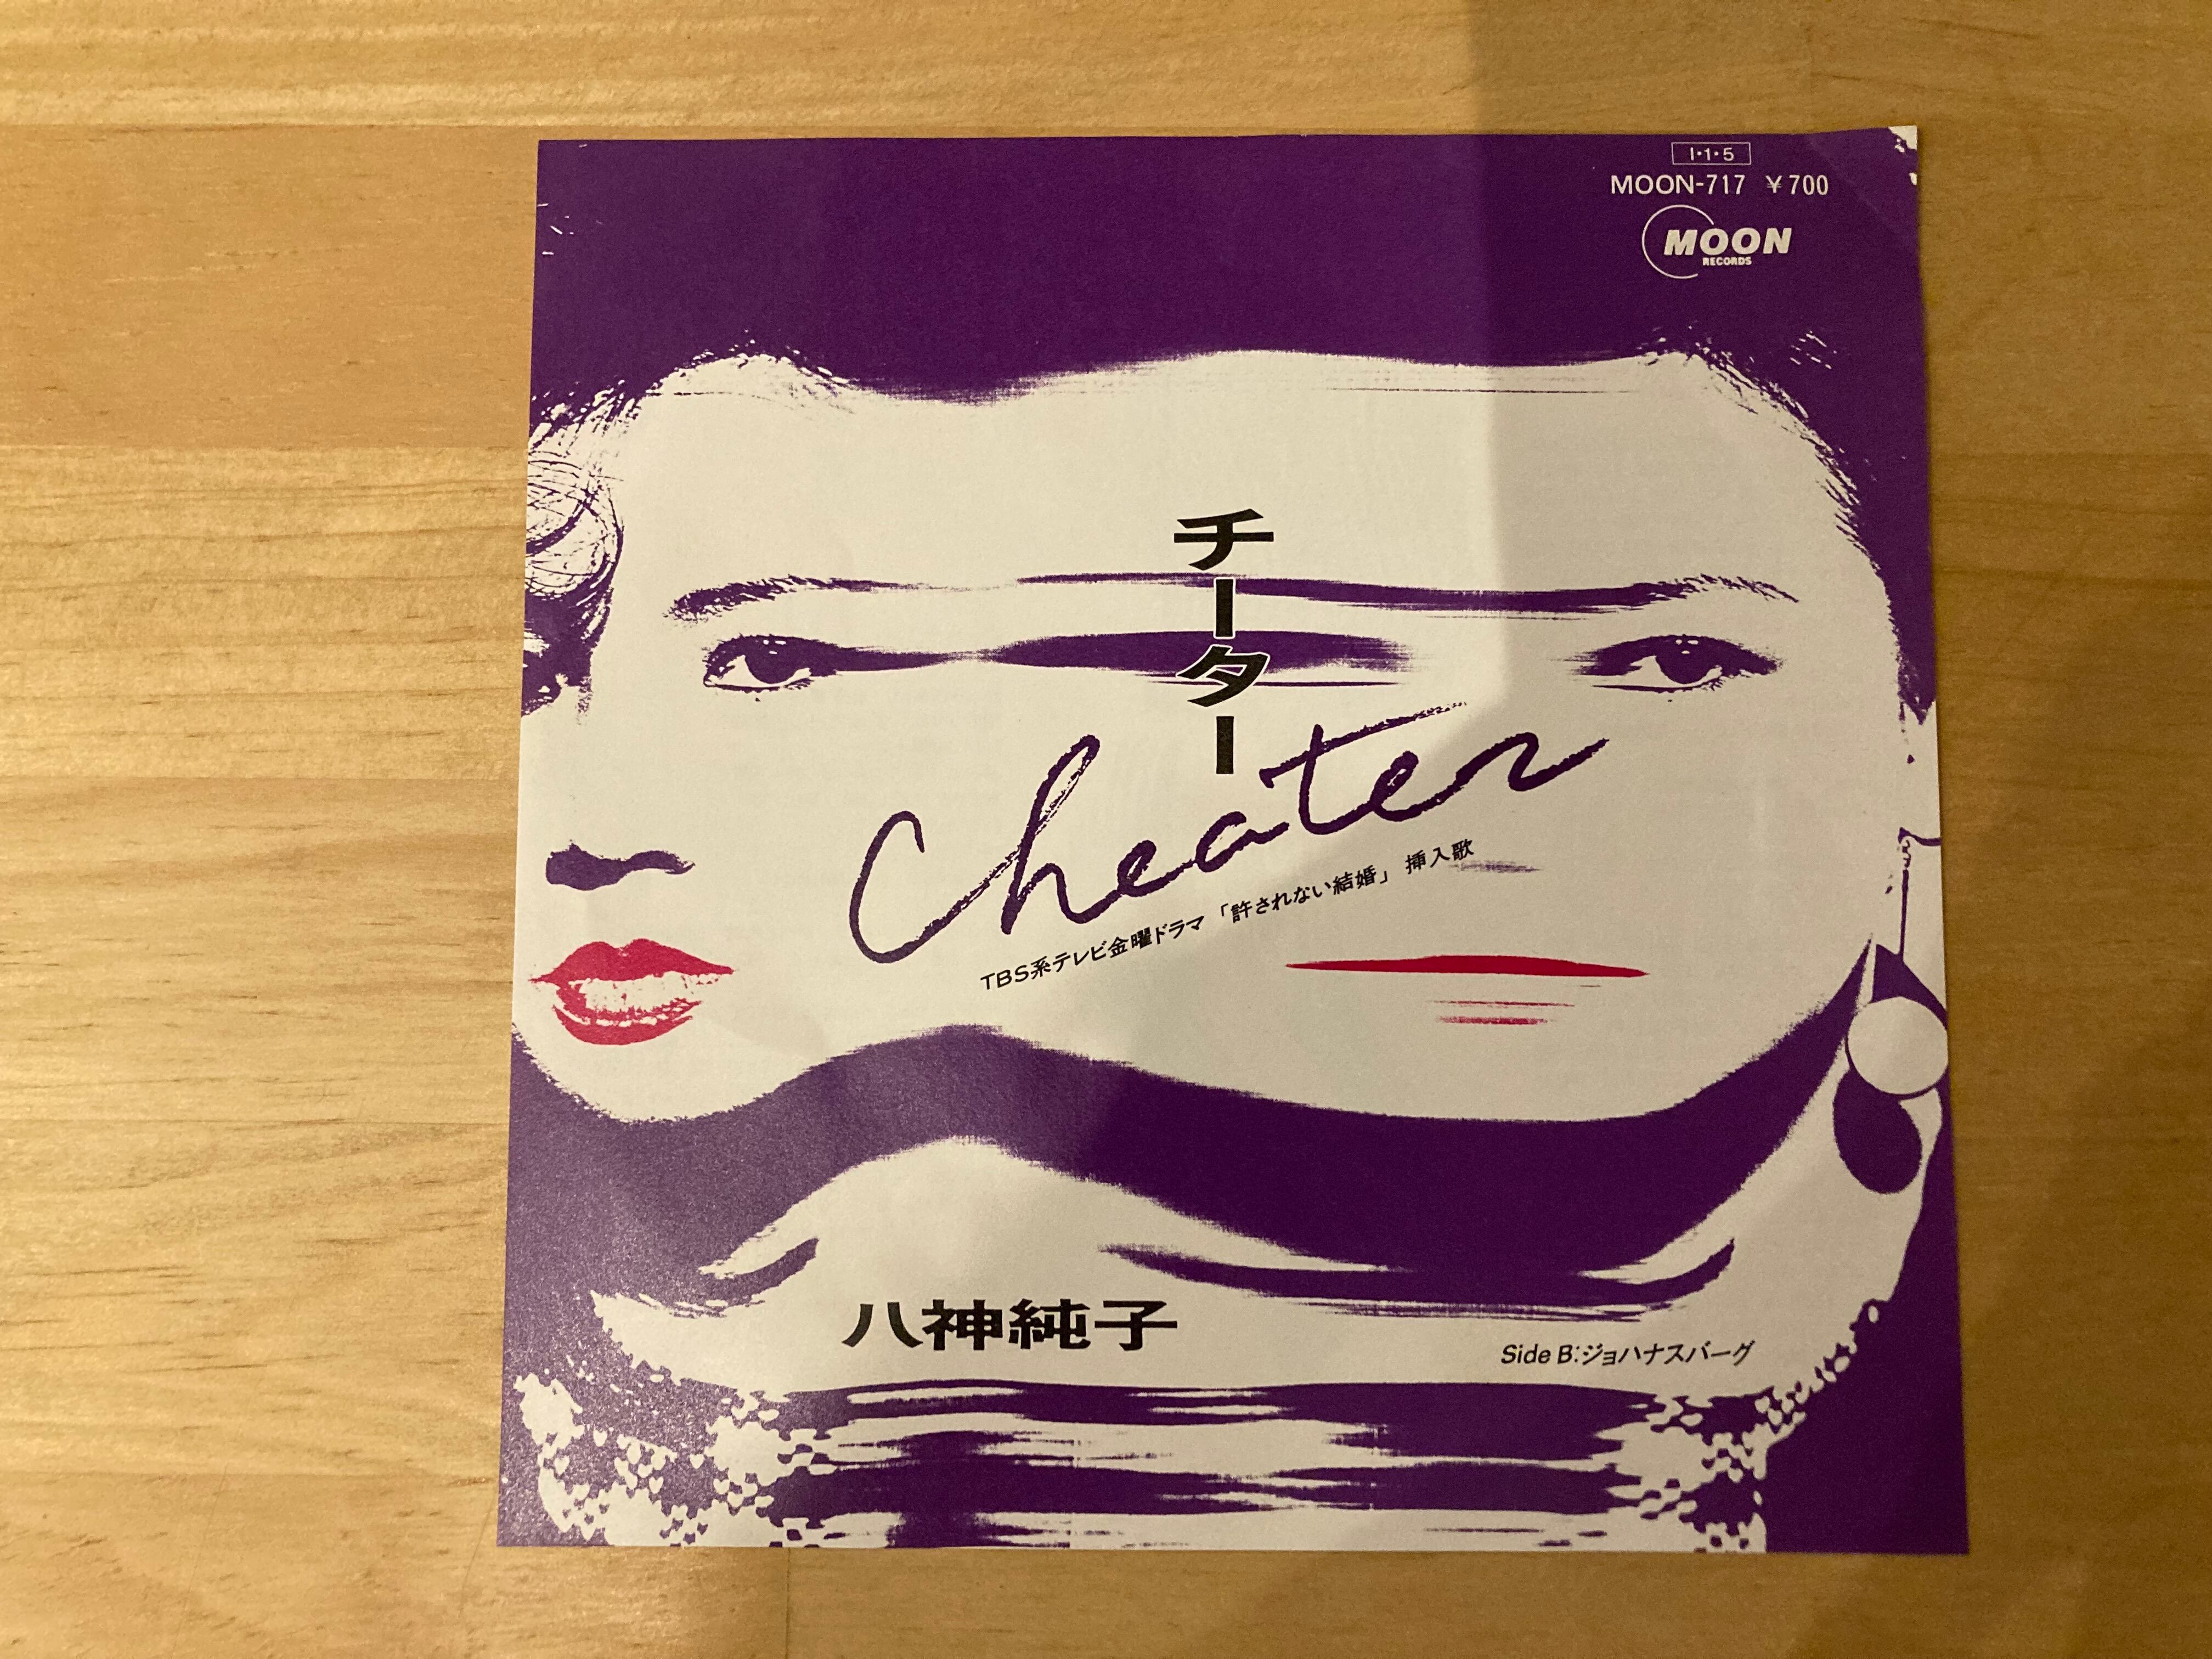 1・1・5
MOON-717 ¥700
MOON
RECORDS
チーター
Cheater
TBS系テレビ金曜ドラマ「許されない結婚」挿入歌
八神純子
Side B:ジョハナスバーグ